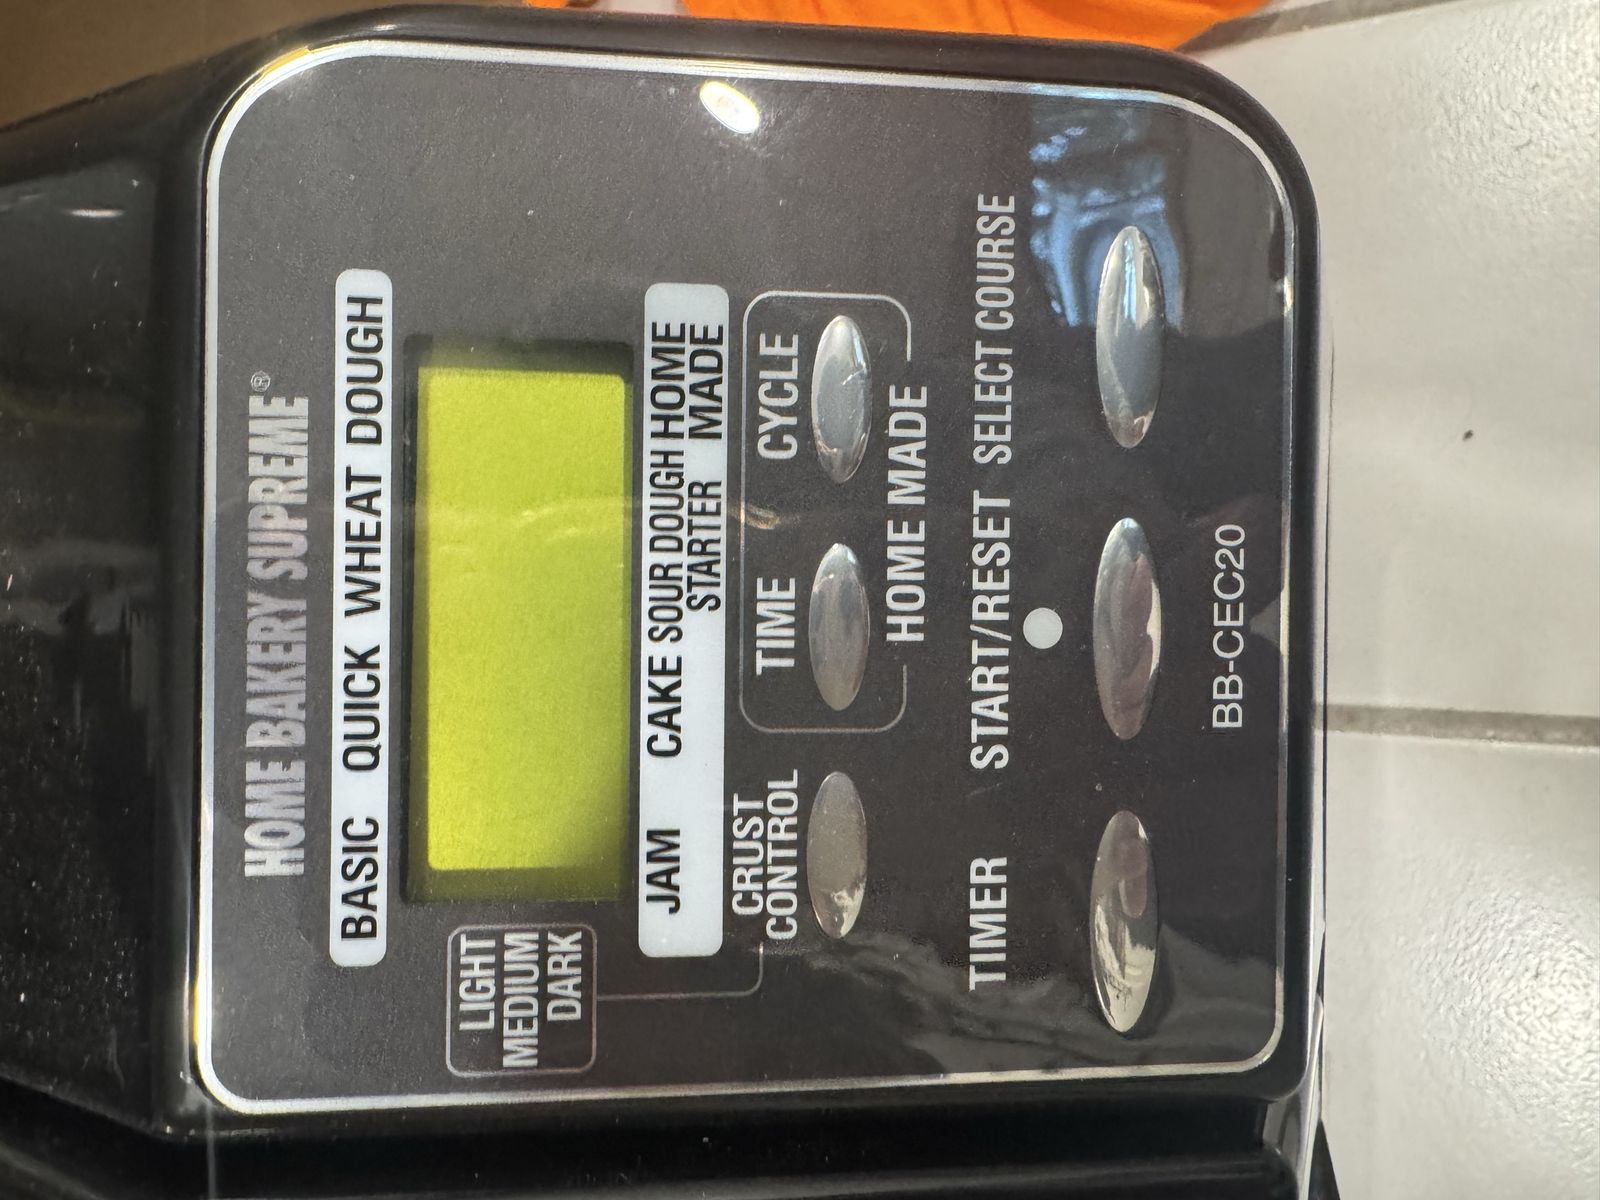 HOME BAKERY SUPREME®
BASIC QUICK WHEAT DOUGH
LIGHT
MEDIUM
DARK
JAM CAKE SOUR DOUGH STARTER HOME MADE
CRUST CONTROL
TIME CYCLE
HOME MADE
TIMER START/RESET SELECT COURSE
BB-CEC20